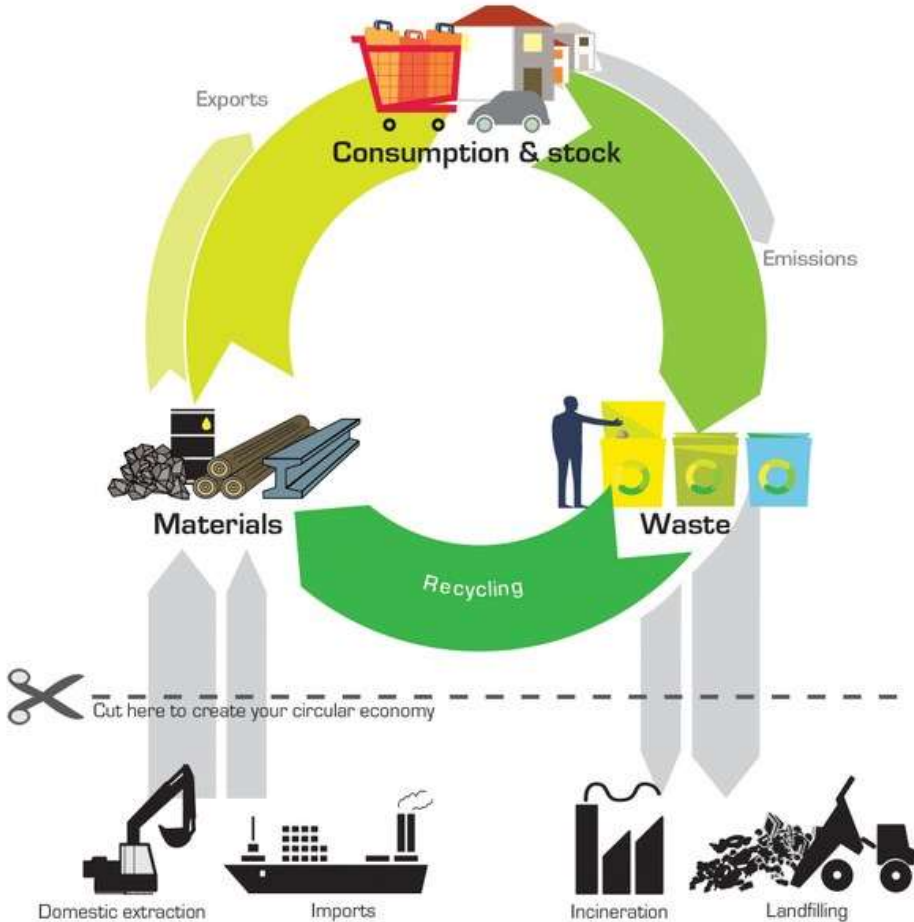 Exports
Consumption & stock
Emissions
Materials
Waste
Recycling
Cut here to create your circular economy
Domestic extraction
Imports
Incineration
Landfilling